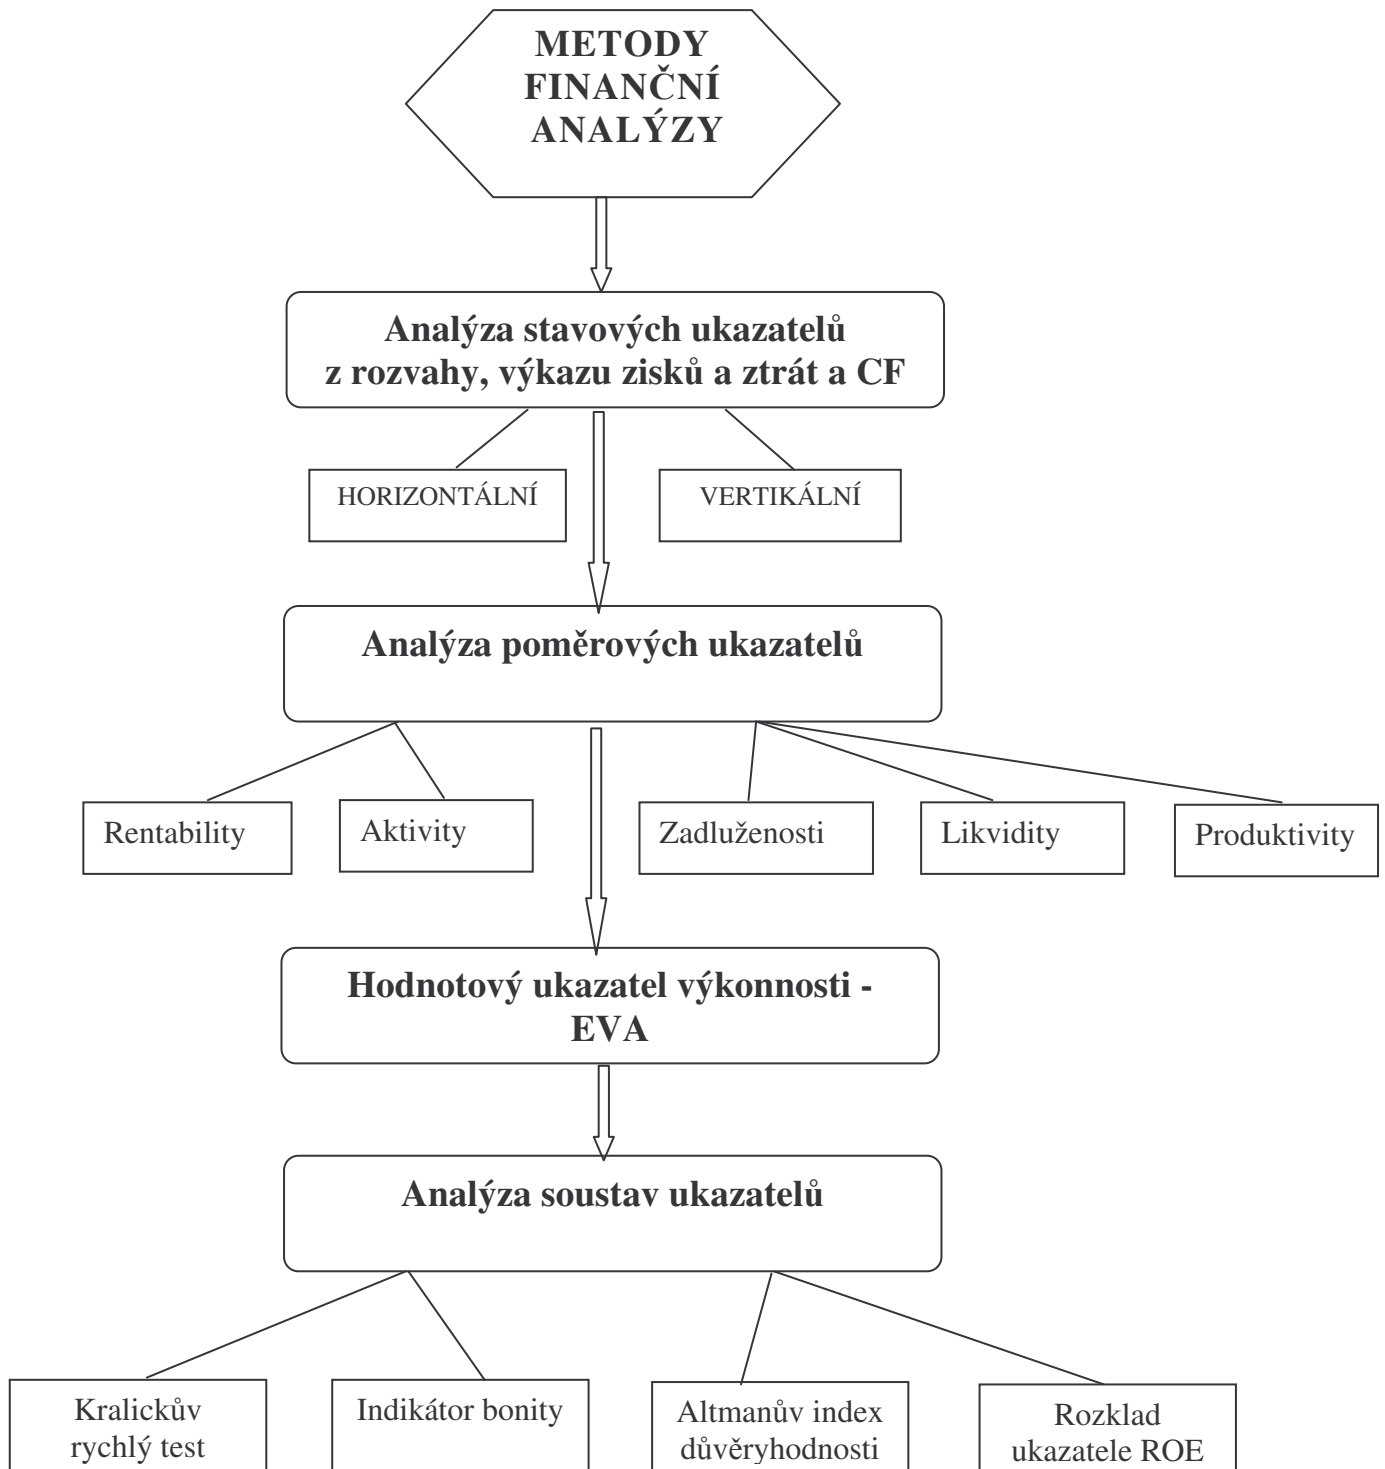 METODY
FINANČNÍ
ANALÝZY
Analýza stavových ukazatelů
z rozvahy, výkazu zisků a ztrát a CF
HORIZONTÁLNÍ
VERTIKÁLNÍ
Analýza poměrových ukazatelů
Rentability
Aktivity
Zadluženosti
Likvidity
Produktivity
Hodnotový ukazatel výkonnosti -
EVA
Analýza soustav ukazatelů
Kralickův
rychlý test
Indikátor bonity
Altmanův index
důvěryhodnosti
Rozklad
ukazatele ROE